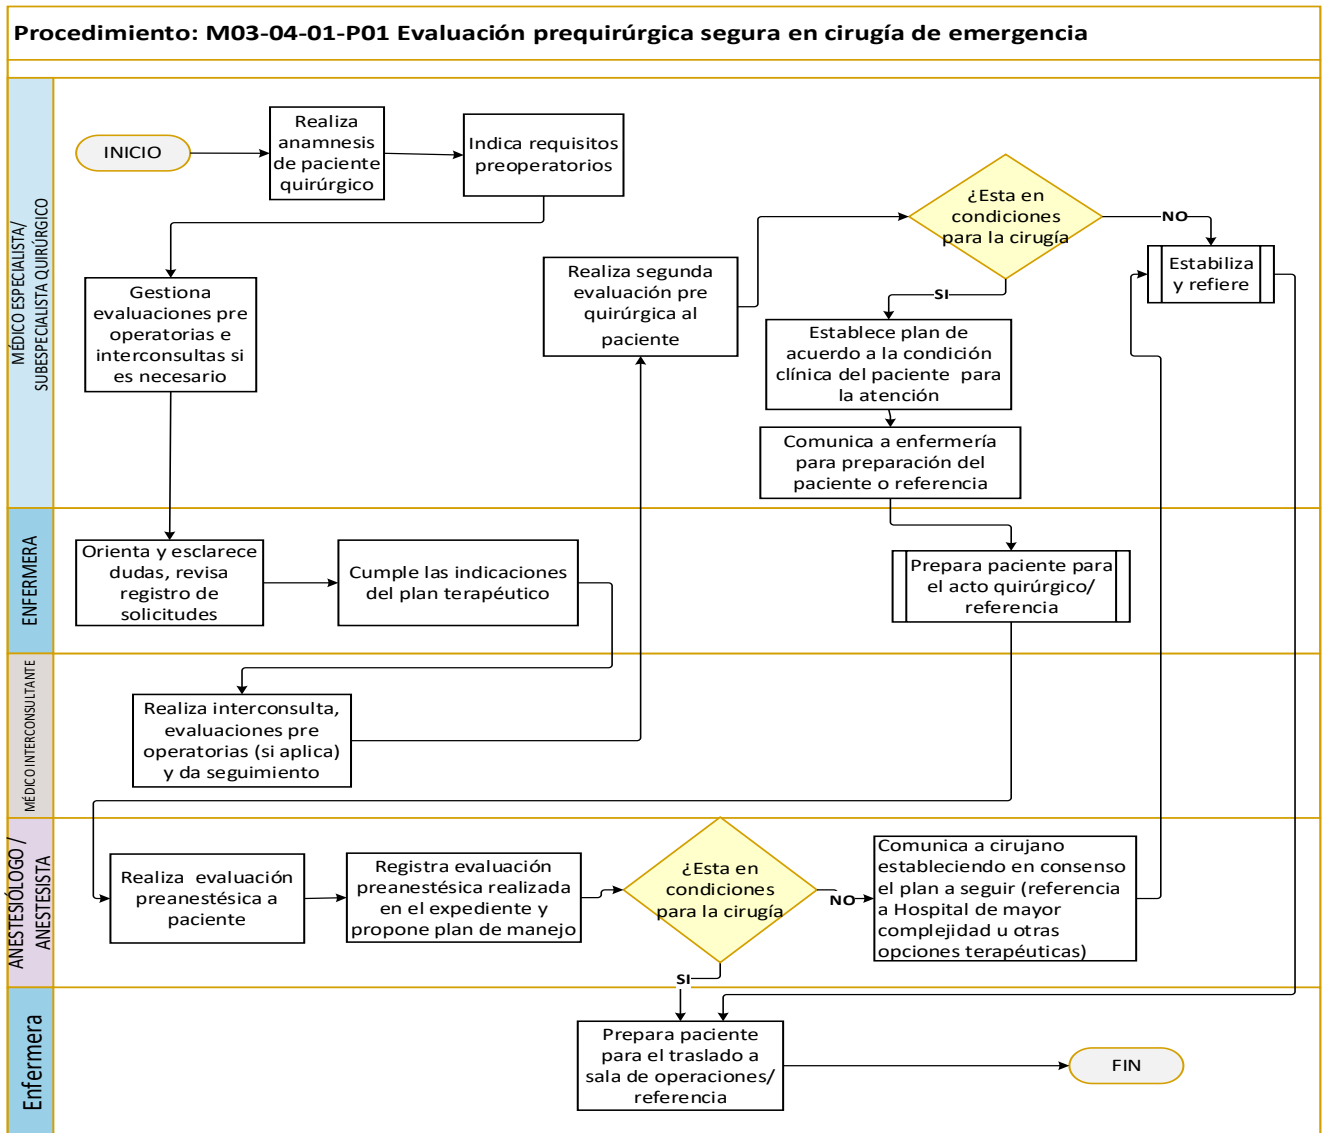 Procedimiento: M03-04-01-P01 Evaluación prequirúrgica segura en cirugía de emergencia
MÉDICO ESPECIALISTA/
SUBESPECIALISTA QUIRÚRGICO
INICIO
Realiza
anamnesis
de paciente
quirúrgico
Indica requisitos
preoperatorios
Gestiona
evaluaciones pre
operatorias e
interconsultas si
es necesario
Realiza segunda
evaluación pre
quirúrgica al
paciente
¿Esta en
condiciones
para la cirugía
NO
Estabiliza
y refiere
SI
Establece plan de
acuerdo a la condición
clínica del paciente para
la atención
Comunica a enfermería
para preparación del
paciente o referencia
ENFERMERA
Orienta y esclarece
dudas, revisa
registro de
solicitudes
Cumple las indicaciones
del plan terapéutico
Prepara paciente para
el acto quirúrgico/
referencia
MÉDICO INTERCONSULTANTE
Realiza interconsulta,
evaluaciones pre
operatorias (si aplica)
y da seguimiento
ANESTESIÓLOGO /
ANESTESISTA
Realiza evaluación
preanestésica a
paciente
Registra evaluación
preanestésica realizada
en el expediente y
propone plan de manejo
¿Esta en
condiciones
para la cirugía
NO
Comunica a cirujano
estableciendo en consenso
el plan a seguir (referencia
a Hospital de mayor
complejidad u otras
opciones terapéuticas)
SI
Enfermera
Prepara paciente
para el traslado a
sala de operaciones/
referencia
FIN